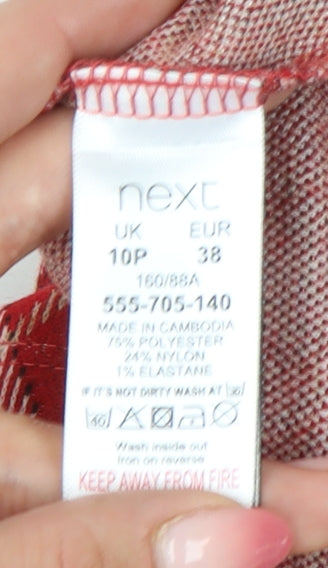 next
UK EUR
10P 38
160/88A
555-705-140
MADE IN CAMBODIA
75% POLYESTER
24% NYLON
1% ELASTANE
IF IT'S NOT DIRTY WASH AT 30
40
Wash inside out
Iron on reverse
KEEP AWAY FROM FIRE